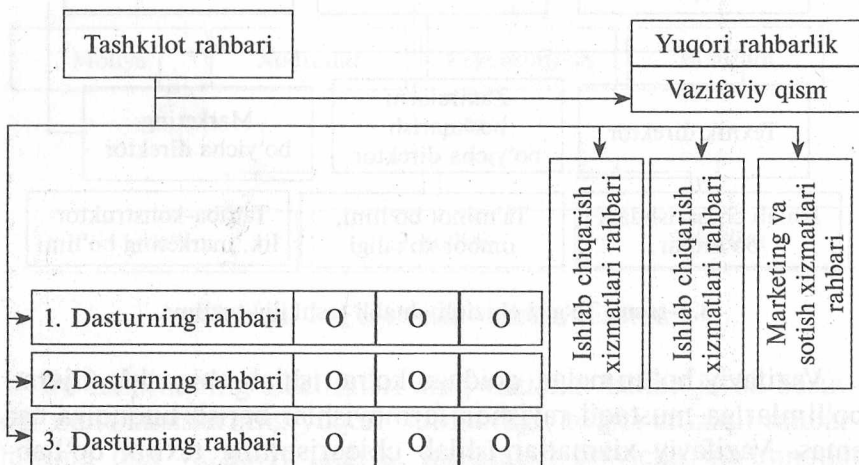 Tashkilot rahbari
Yuqori rahbarlik
Vazifaviy qism
Ishlab chiqarish
xizmatlari rahbari
Ishlab chiqarish
xizmatlari rahbari
Marketing va
sotish xizmatlari
rahbari
1. Dasturning rahbari O O O
2. Dasturning rahbari O O O
3. Dasturning rahbari O O O